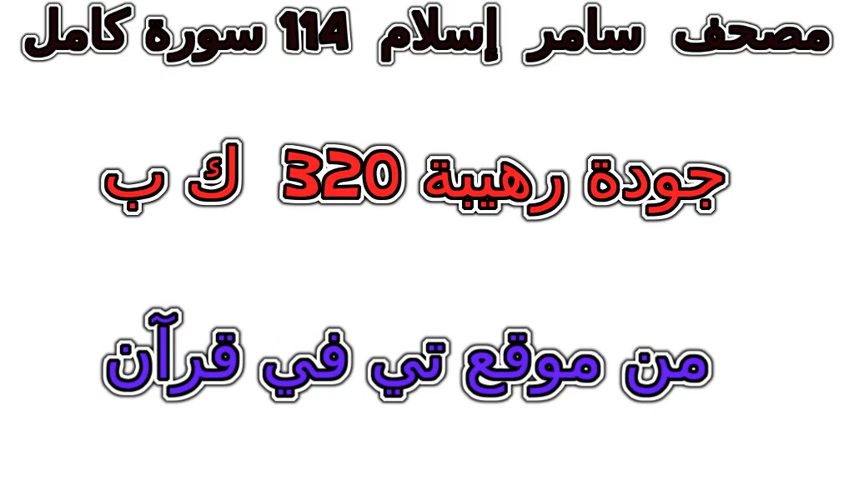 مصحف سامر إسلام 114 سورة كامل
جودة رهيبة 320 ك ب
من موقع تي في قرآن